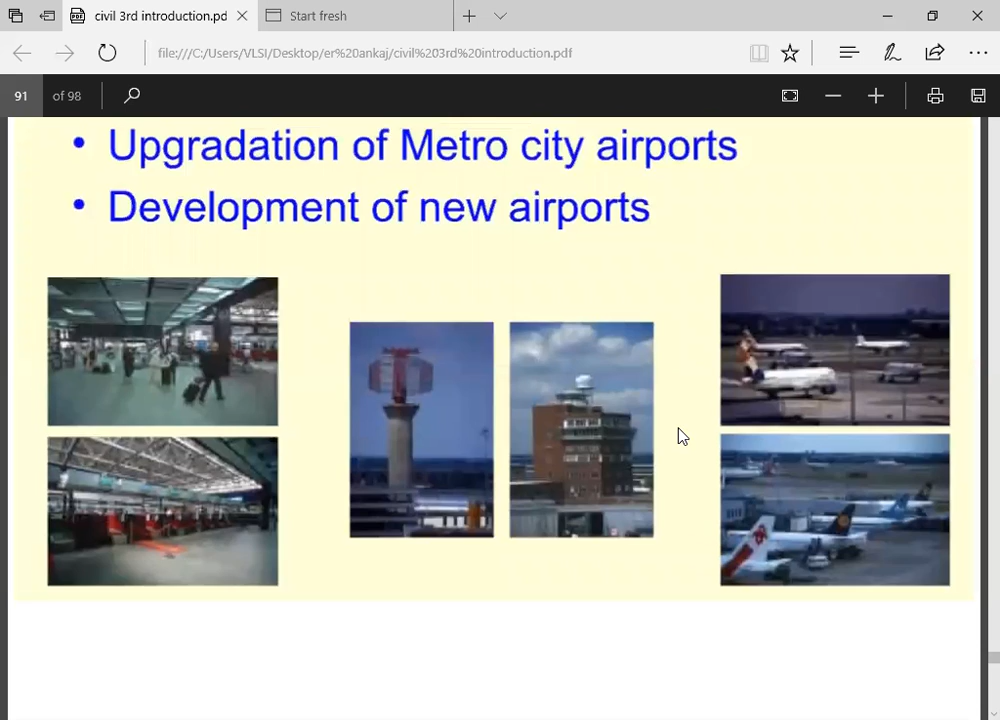 civil 3rd introduction.pd
Start fresh
file:///C:/Users/VLSI/Desktop/er%20ankaj/civil%203rd%20introduction.pdf
91 of 98
• Upgradation of Metro city airports
• Development of new airports